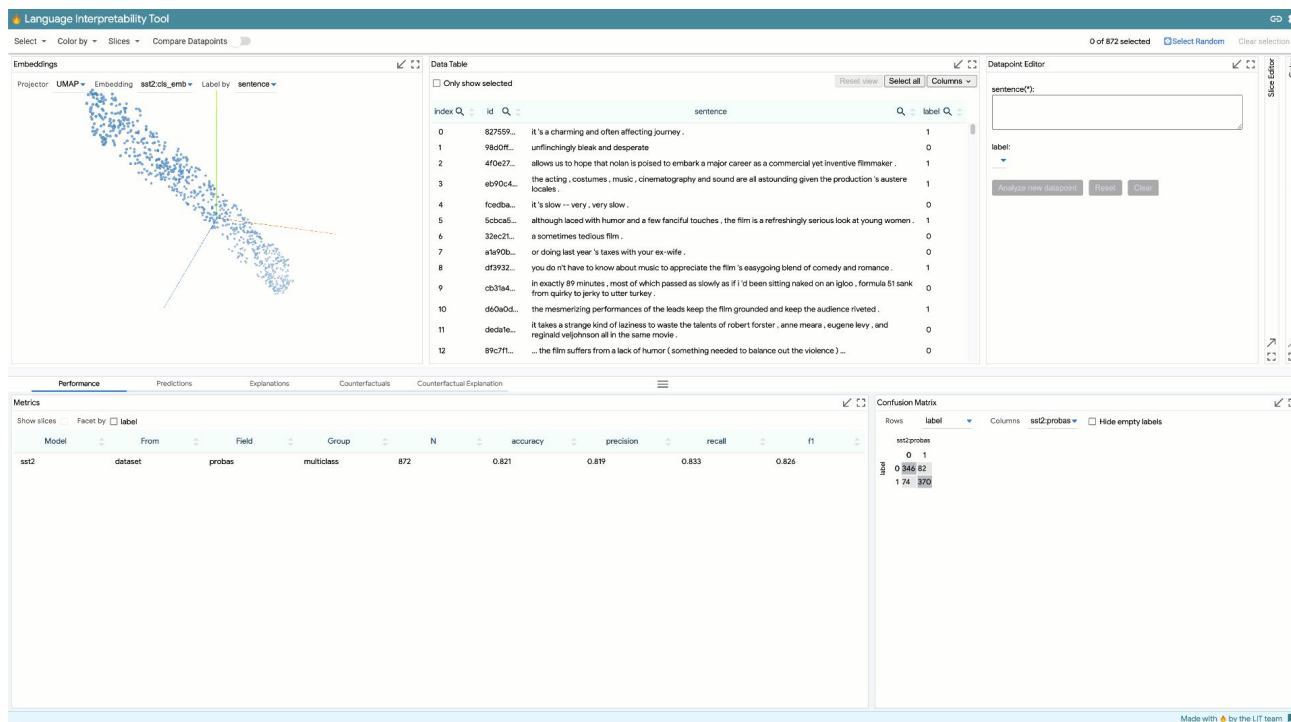 Language Interpretability Tool
Select Color by Slices Compare Datapoints 0 of 872 selected Select Random Clear selection
Embeddings
Projector UMAP Embedding sst2:cls_emb Label by sentence
Data Table
Only show selected Reset view Select all Columns
index id sentence label
0 827559... it 's a charming and often affecting journey . 1
1 98d0ff... unflinchingly bleak and desperate 0
2 4f0e27... allows us to hope that nolan is poised to embark a major career as a commercial yet inventive filmmaker . 1
3 eb90c4... the acting , costumes , music , cinematography and sound are all astounding given the production 's austere
locales . 1
4 fcedba... it 's slow -- very , very slow . 0
5 5cbca5... although laced with humor and a few fanciful touches , the film is a refreshingly serious look at young women . 1
6 32ec21... a sometimes tedious film . 0
7 a1a90b... or doing last year 's taxes with your ex-wife . 0
8 df3932... you do n't have to know about music to appreciate the film 's easygoing blend of comedy and romance . 1
9 cb31a4... in exactly 89 minutes , most of which passed as slowly as if i 'd been sitting naked on an igloo , formula 51 sank
from quirky to jerky to utter turkey . 0
10 d60a0d... the mesmerizing performances of the leads keep the film grounded and keep the audience riveted . 1
11 deda1e... it takes a strange kind of laziness to waste the talents of robert forster , anne meara , eugene levy , and
reginald veljohnson all in the same movie . 0
12 89c7f1... ... the film suffers from a lack of humor ( something needed to balance out the violence ) ... 0
Datapoint Editor
sentence(*):
label:
Analyze new datapoint Reset Clear
Slice Editor
Performance Predictions Explanations Counterfactuals Counterfactual Explanation
Metrics
Show slices Facet by label
Model From Field Group N accuracy precision recall f1
sst2 dataset probas multiclass 872 0.821 0.819 0.833 0.826
Confusion Matrix
Rows label Columns sst2:probas Hide empty labels
sst2:probas
0 1
label
0 346 82
1 74 370
Made with by the LIT team